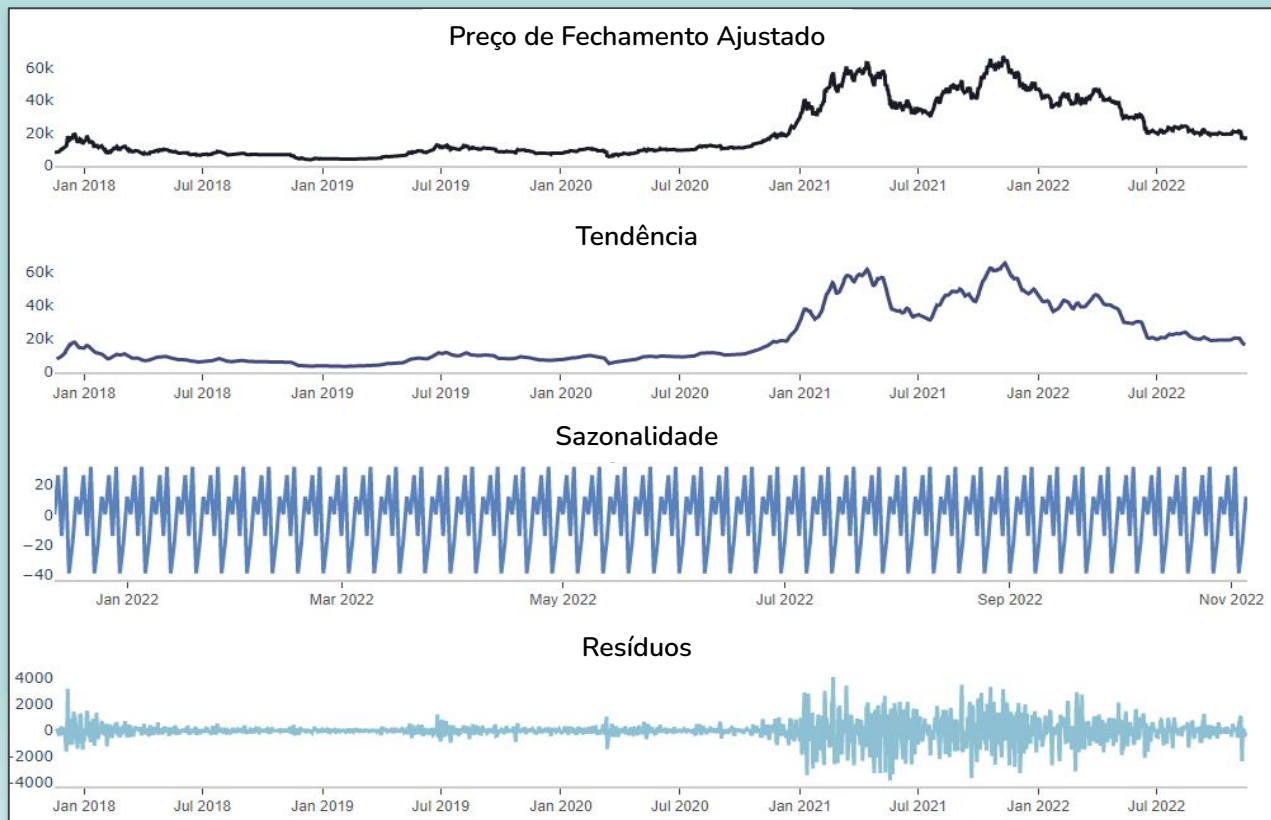 Preço de Fechamento Ajustado
60k
40k
20k
0
Jan 2018 Jul 2018 Jan 2019 Jul 2019 Jan 2020 Jul 2020 Jan 2021 Jul 2021 Jan 2022 Jul 2022
Tendência
60k
40k
20k
0
Jan 2018 Jul 2018 Jan 2019 Jul 2019 Jan 2020 Jul 2020 Jan 2021 Jul 2021 Jan 2022 Jul 2022
Sazonalidade
20
0
−20
−40
Jan 2022 Mar 2022 May 2022 Jul 2022 Sep 2022 Nov 2022
Resíduos
4000
2000
0
-2000
-4000
Jan 2018 Jul 2018 Jan 2019 Jul 2019 Jan 2020 Jul 2020 Jan 2021 Jul 2021 Jan 2022 Jul 2022